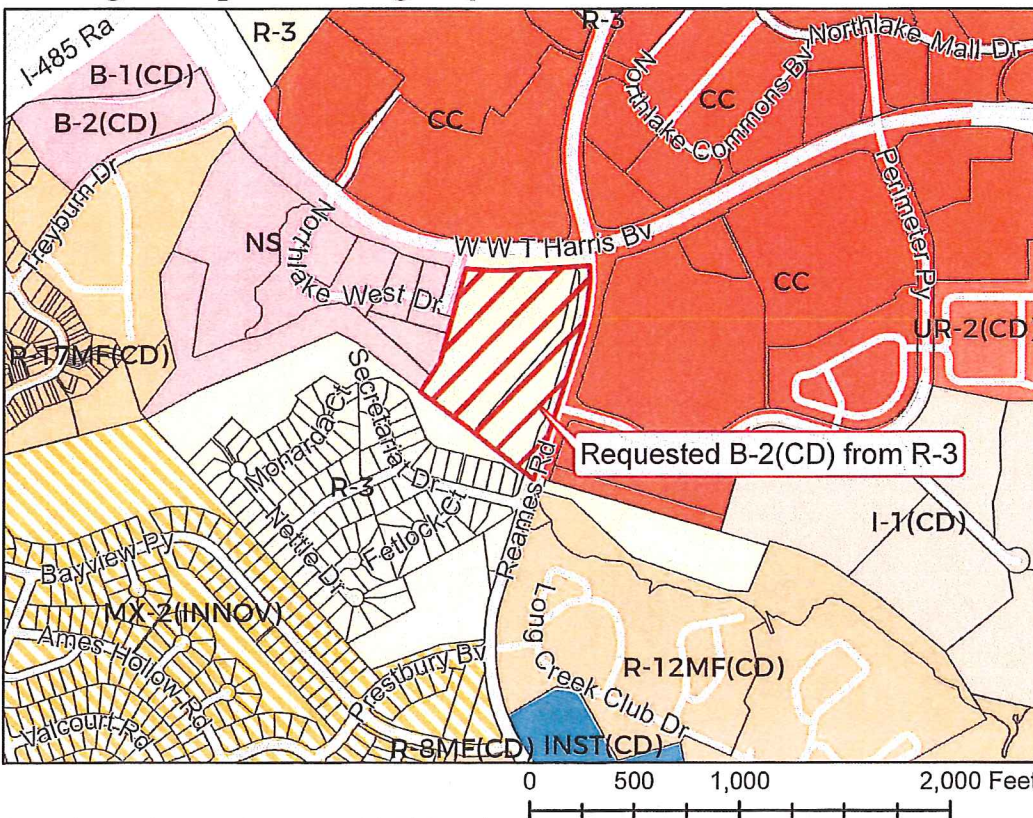 R-3
R-3
I-485 Ra
B-1(CD)
B-2(CD)
CC
CC
Northlake Mall Dr
Northlake Commons Bv
Treyburn Dr
Perimeter Py
NS
Northlake West Dr
W W T Harris Bv
CC
UR-2(CD)
R-17MF(CD)
Secretariat Dr
Monarda Ct
Requested B-2(CD) from R-3
R-3
Fetlock Ct
Nettle Dr
Reames Rd
I-1(CD)
Bayview Py
MX-2(INNOV)
Ames Hollow Rd
Prestbury Bv
Long Creek Club Dr
R-12MF(CD)
Valcourt Rd
R-8MF(CD)
INST(CD)
0 500 1,000 2,000 Feet